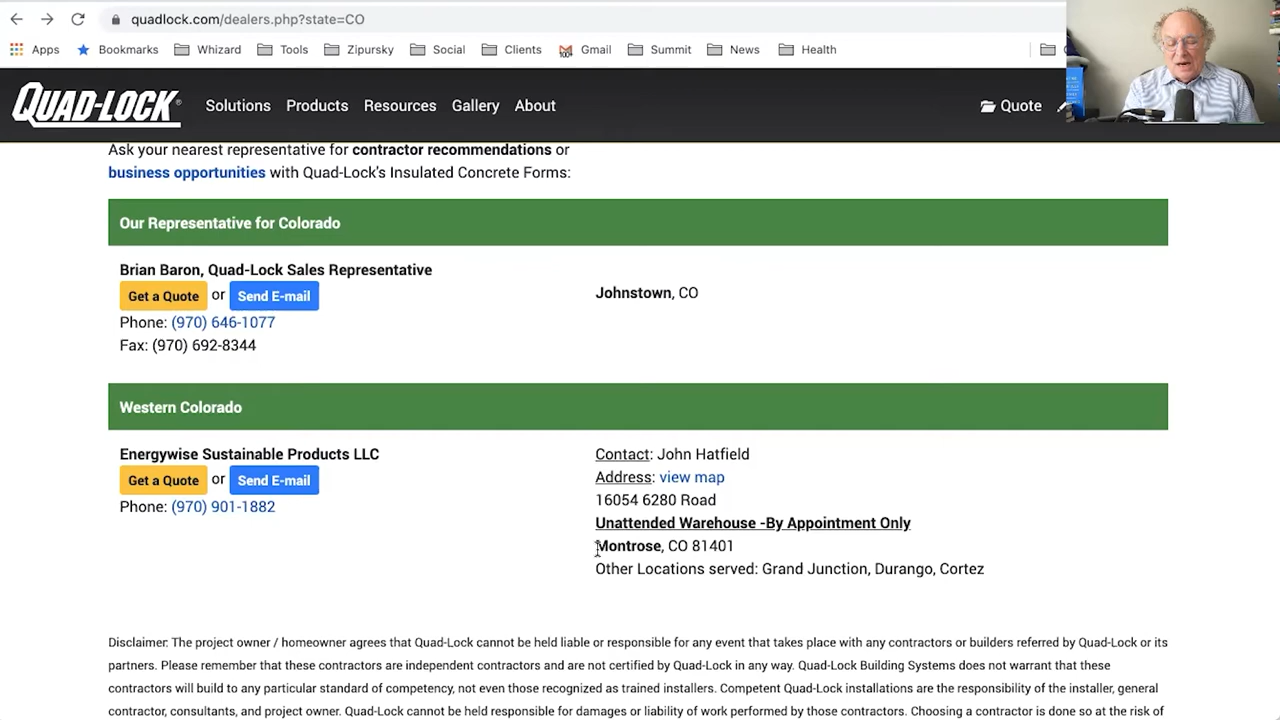 quadlock.com/dealers.php?state=CO
Apps Bookmarks Whizard Tools Zipursky Social Clients Gmail Summit News Health
QUAD-LOCK® Solutions Products Resources Gallery About Quote
Ask your nearest representative for contractor recommendations or
business opportunities with Quad-Lock's Insulated Concrete Forms:
Our Representative for Colorado
Brian Baron, Quad-Lock Sales Representative
Get a Quote or Send E-mail
Johnstown, CO
Phone: (970) 646-1077
Fax: (970) 692-8344
Western Colorado
Energywise Sustainable Products LLC
Get a Quote or Send E-mail
Phone: (970) 901-1882
Contact: John Hatfield
Address: view map
16054 6280 Road
Unattended Warehouse -By Appointment Only
Montrose, CO 81401
Other Locations served: Grand Junction, Durango, Cortez
Disclaimer: The project owner / homeowner agrees that Quad-Lock cannot be held liable or responsible for any event that takes place with any contractors or builders referred by Quad-Lock or its
partners. Please remember that these contractors are independent contractors and are not certified by Quad-Lock in any way. Quad-Lock Building Systems does not warrant that these
contractors will build to any particular standard of competency, not even those recognized as trained installers. Competent Quad-Lock installations are the responsibility of the installer, general
contractor, consultants, and project owner. Quad-Lock cannot be held responsible for damages or liability of work performed by those contractors. Choosing a contractor is done so at the risk of